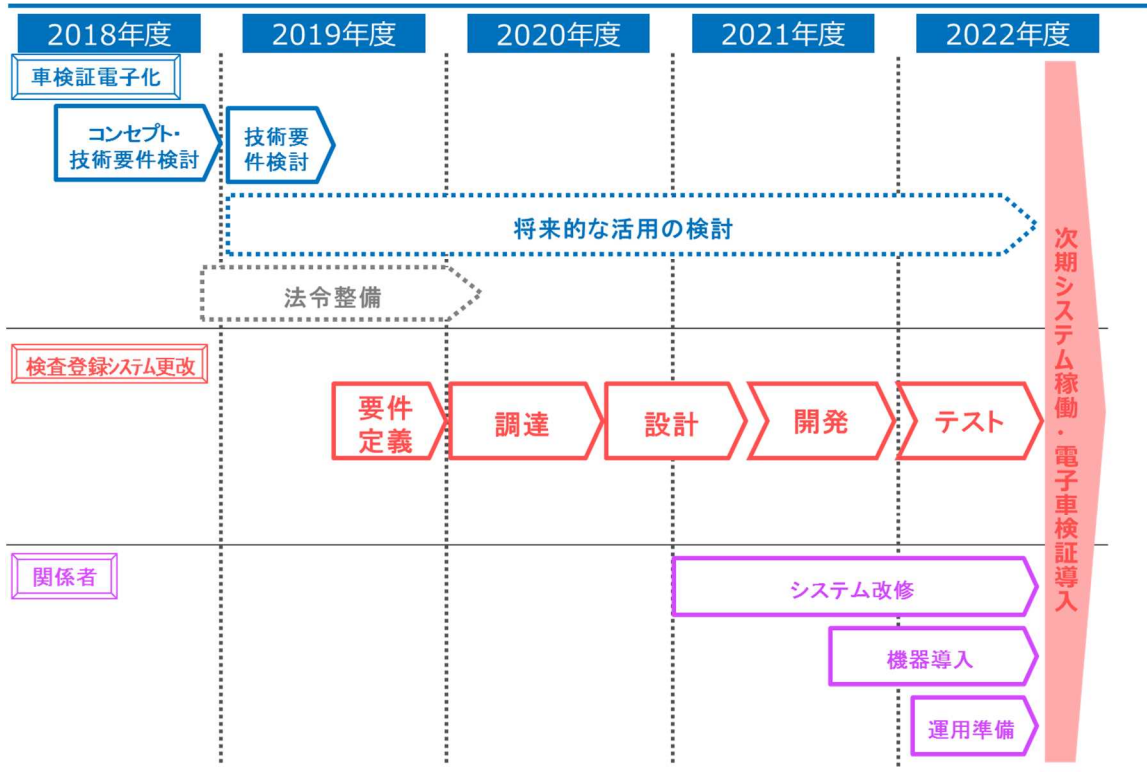 2018年度
2019年度
2020年度
2021年度
2022年度
車検証電子化
コンセプト・
技術要件検討
技術要
件検討
将来的な活用の検討
法令整備
検査登録システム更改
要件
定義
調達
設計
開発
テスト
関係者
システム改修
機器導入
運用準備
次期システム稼働・電子車検証導入